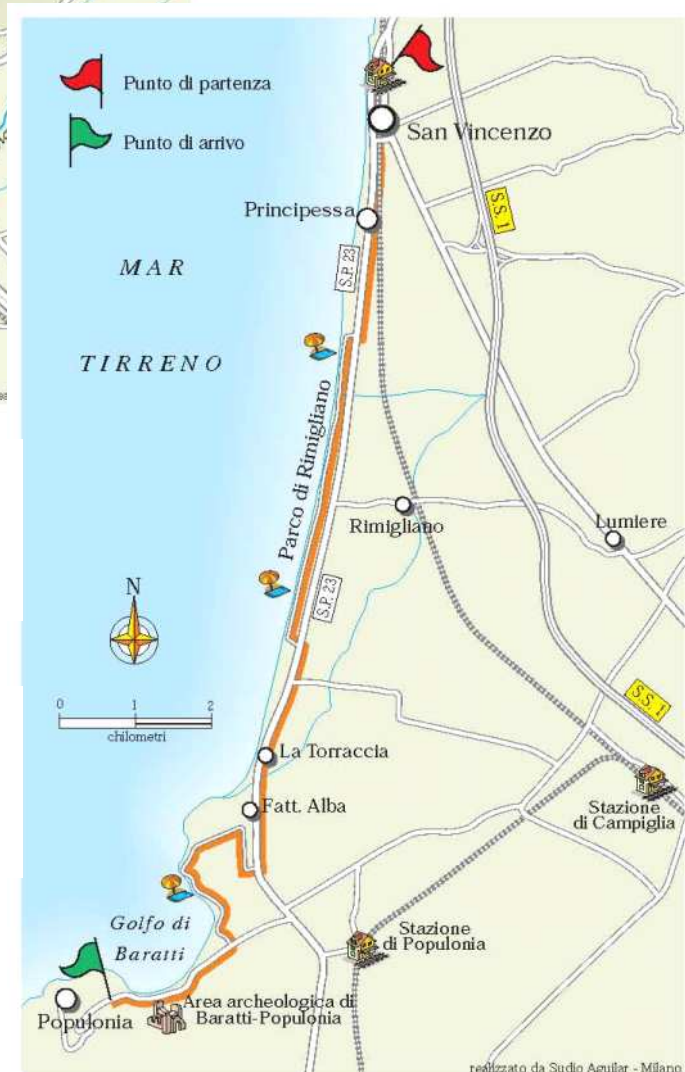 Punto di partenza
Punto di arrivo
San Vincenzo
Principessa
S.S. 1
S.P. 23
MAR
TIRRENO
Parco di Rimigliano
Rimigliano
Lumiere
S.P. 23
N
0 1 2
chilometri
S.S. 1
La Torraccia
Fatt. Alba
Stazione
di Campiglia
Golfo di
Baratti
Stazione
di Populonia
Populonia
Area archeologica di
Baratti-Populonia
realizzato da Sudio Aguilar - Milano